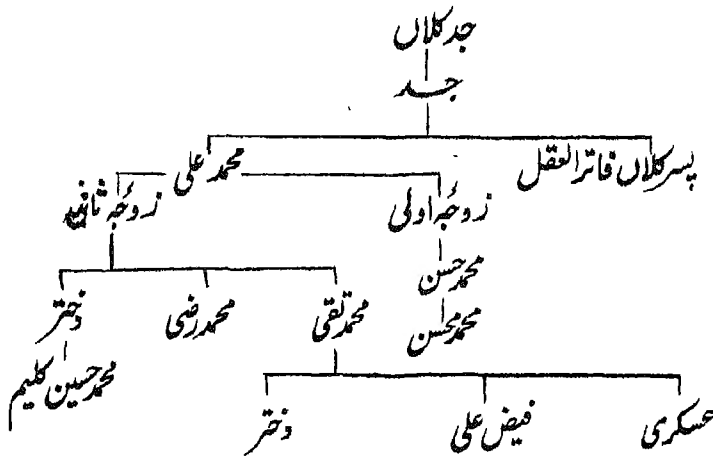 جد کلاں
جد
پسر کلاں فاتر العقل محمد علی
زوجۂ اولیٰ زوجۂ ثانیہ
محمد حسن
محمد محسن محمد تقی محمد رضی دختر
محمد حسین کلیم
عسکری فیض علی دختر